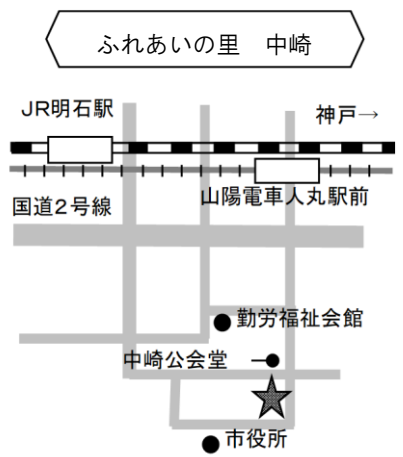 ふれあいの里　中崎
JR明石駅
神戸→
山陽電車人丸駅前
国道2号線
勤労福祉会館
中崎公会堂
市役所